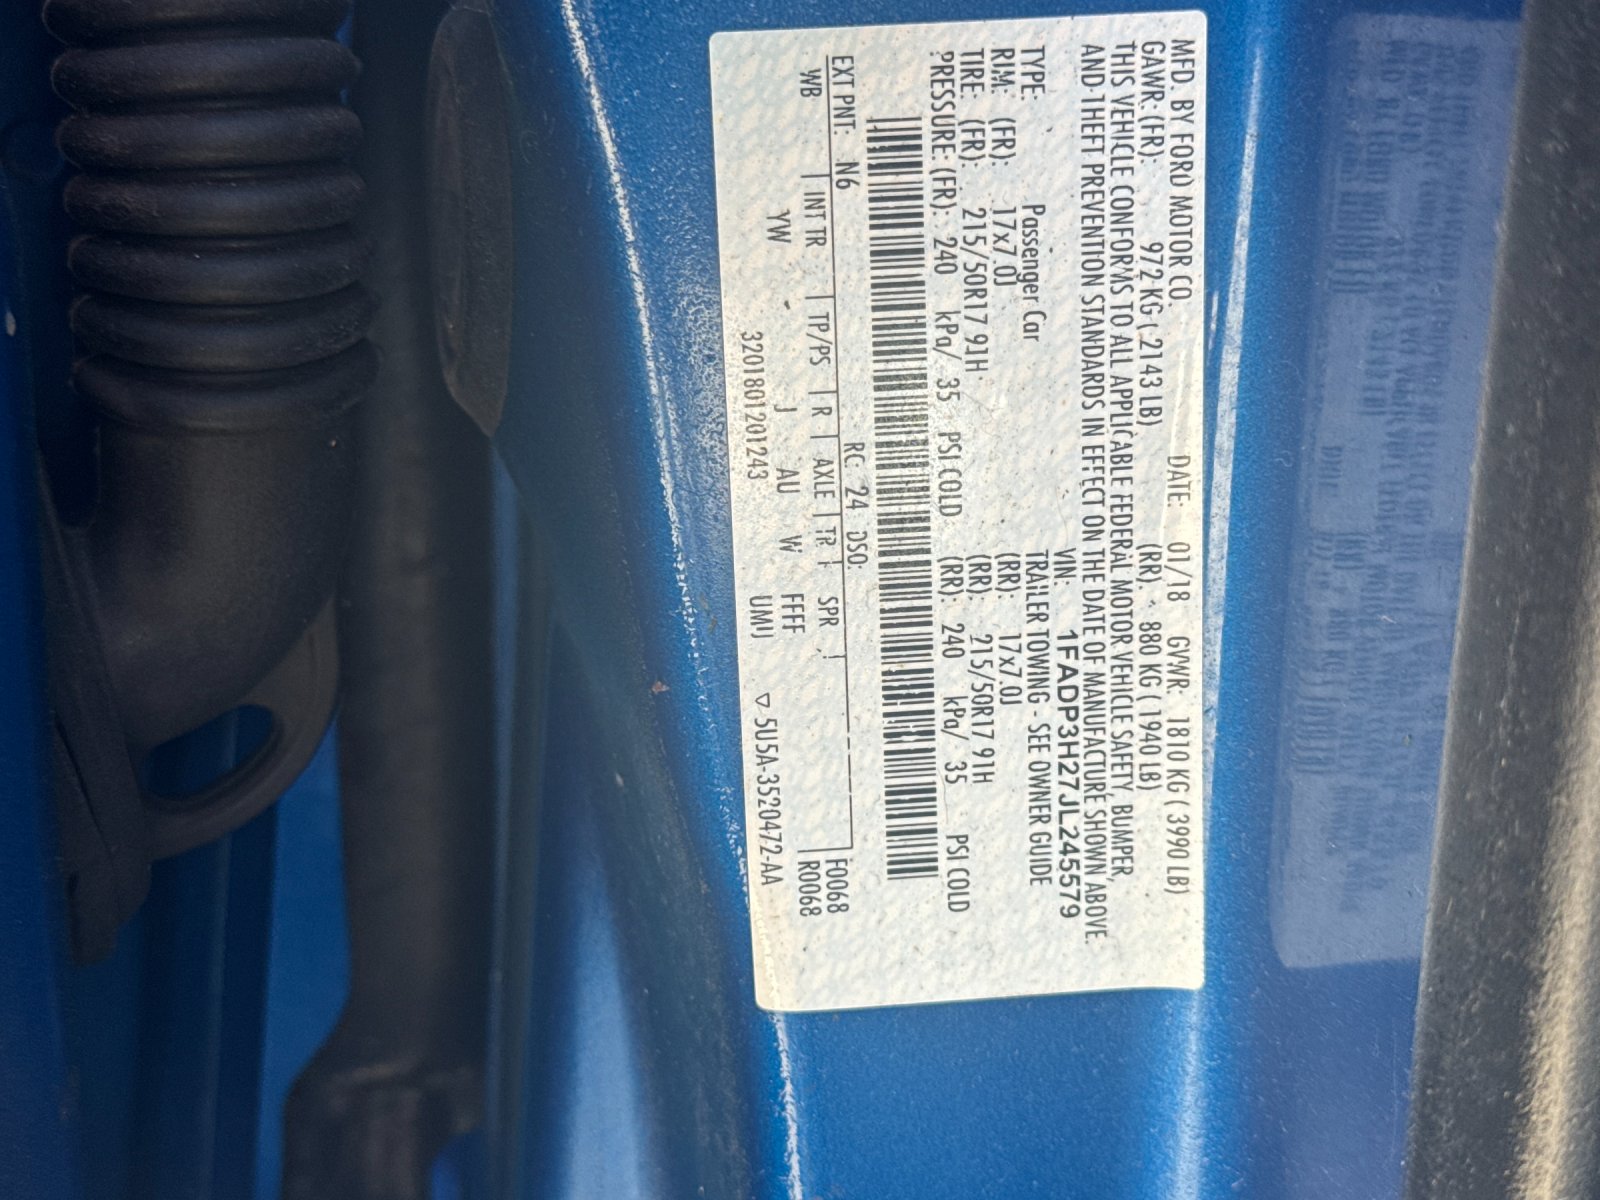 MFD. BY FORD MOTOR CO.
DATE: 01/18 GVWR: 1810 KG ( 3990 LB)
GAWR: (FR): 972 KG ( 2143 LB) (RR): 880 KG ( 1940 LB)
THIS VEHICLE CONFORMS TO ALL APPLICABLE FEDERAL MOTOR VEHICLE SAFETY, BUMPER,
AND THEFT PREVENTION STANDARDS IN EFFECT ON THE DATE OF MANUFACTURE SHOWN ABOVE.
VIN: 1FADP3H27JL245579
TYPE: Passenger Car TRAILER TOWING - SEE OWNER GUIDE
RIM: (FR): 17x7.0J (RR): 17x7.0J
TIRE: (FR): 215/50R17 91H (RR): 215/50R17 91H
PRESSURE: (FR): 240 kPa/ 35 PSI COLD (RR): 240 kPa/ 35 PSI COLD
EXT PNT: N6 RC: 24 DSO: F0068
WB INT TR TP/PS R AXLE TR SPR R0068
YW - J AU W FFFF
UMIJ
3201801201243 5U5A-3520472-AA